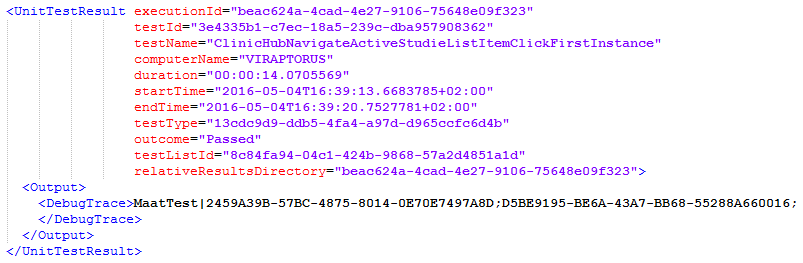 <UnitTestResult executionId="beac624a-4cad-4e27-9106-75648e09f323"
testId="3e4335b1-c7ec-18a5-239c-dba957908362"
testName="ClinicHubNavigateActiveStudieListItemClickFirstInstance"
computerName="VIRAPTORUS"
duration="00:00:14.0705569"
startTime="2016-05-04T16:39:13.6683785+02:00"
endTime="2016-05-04T16:39:20.7527781+02:00"
testType="13cdc9d9-ddb5-4fa4-a97d-d965ccfc6d4b"
outcome="Passed"
testListId="8c84fa94-04c1-424b-9868-57a2d4851a1d"
relativeResultsDirectory="beac624a-4cad-4e27-9106-75648e09f323">
<Output>
<DebugTrace>MaatTest|2459A39B-57BC-4875-8014-0E70E7497A8D;D5BE9195-BE6A-43A7-BB68-55288A660016;
</DebugTrace>
</Output>
</UnitTestResult>